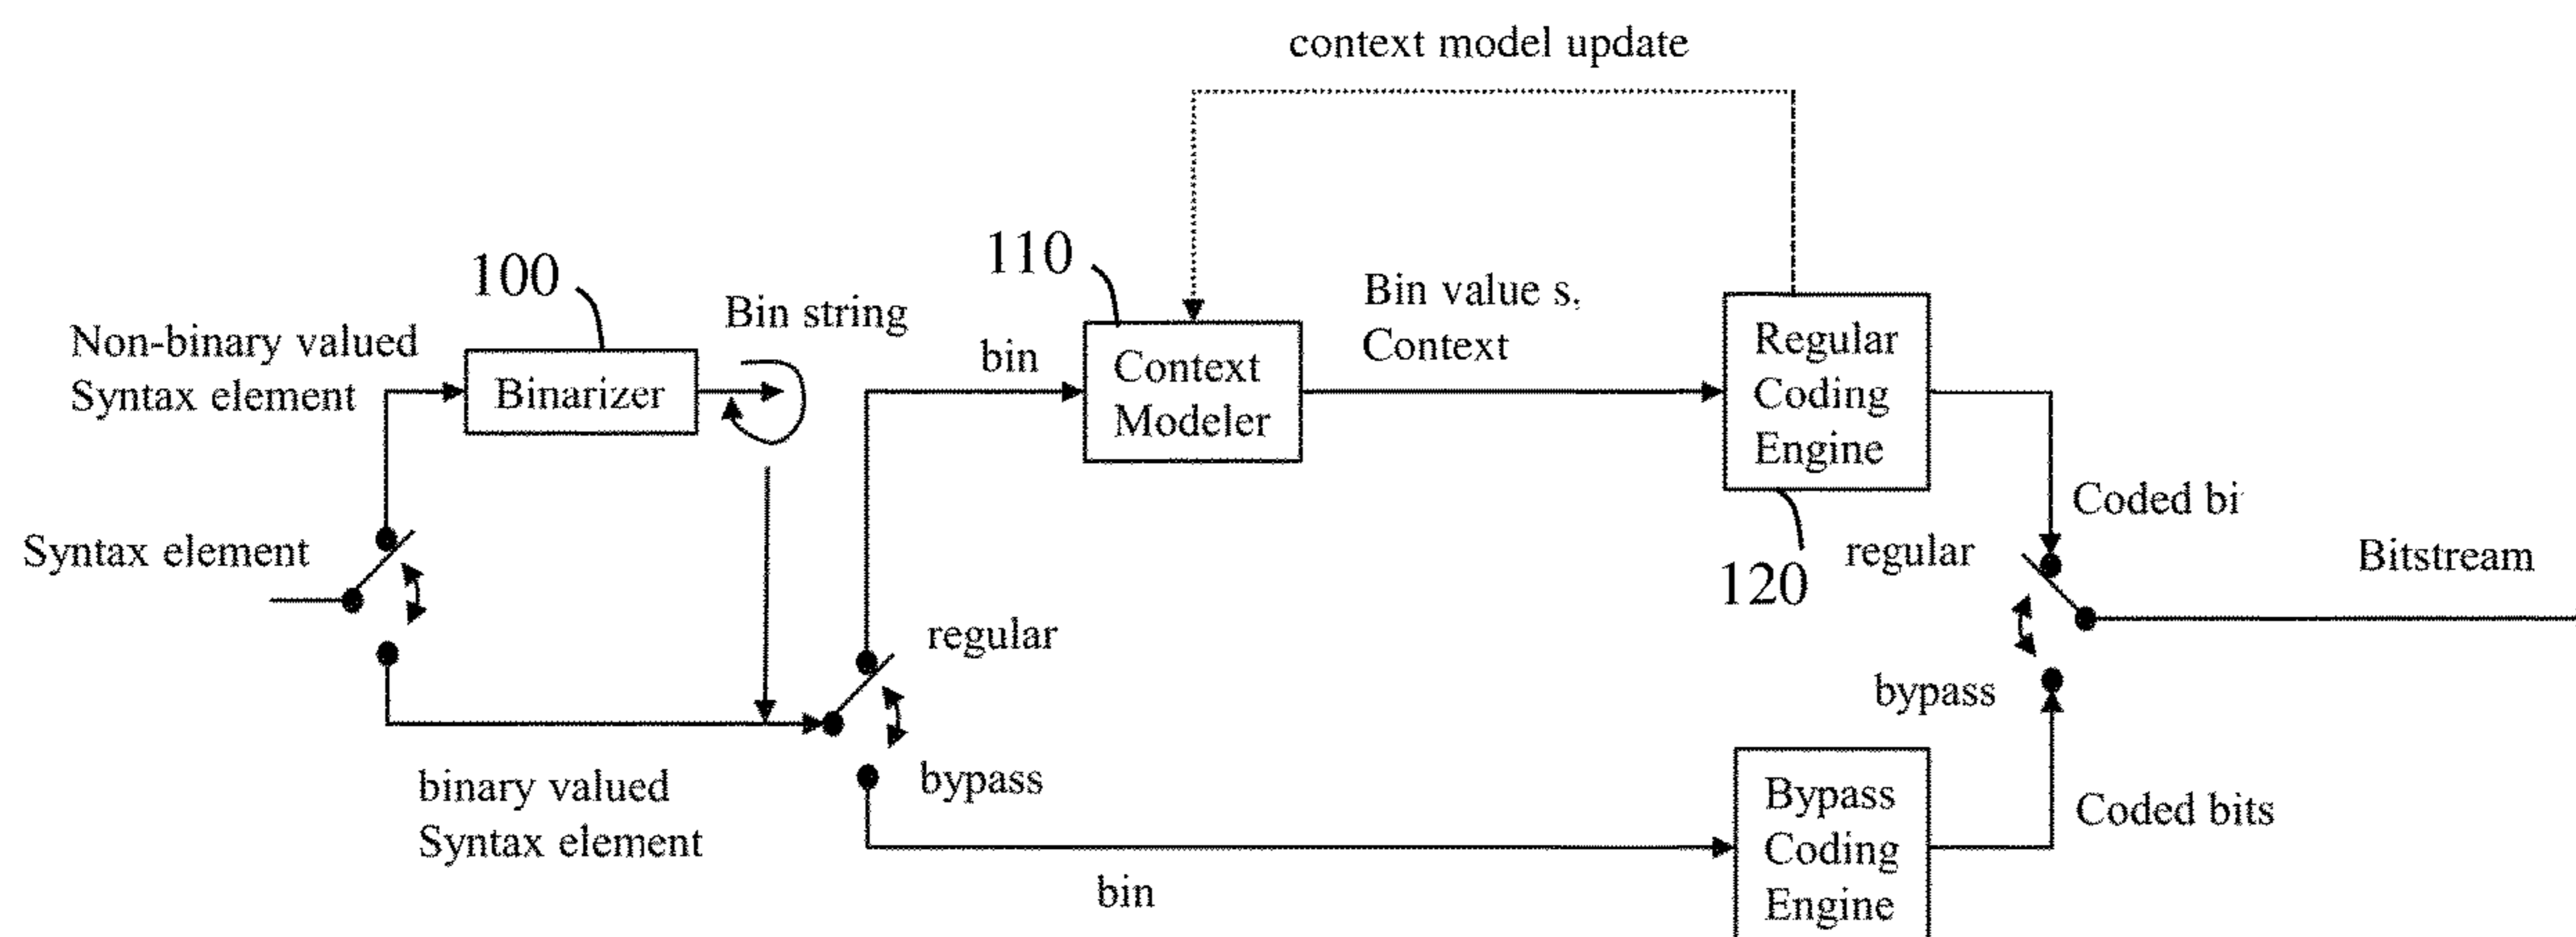 context model update
110
100
Bin value s,
Context
Bin string
Non-binary valued
Syntax element
Binarizer
bin
Context
Modeler
Regular
Coding
Engine
Coded bi
Syntax element
120
regular
Bitstream
regular
bypass
binary valued
Syntax element
bypass
bin
Bypass
Coding
Engine
Coded bits